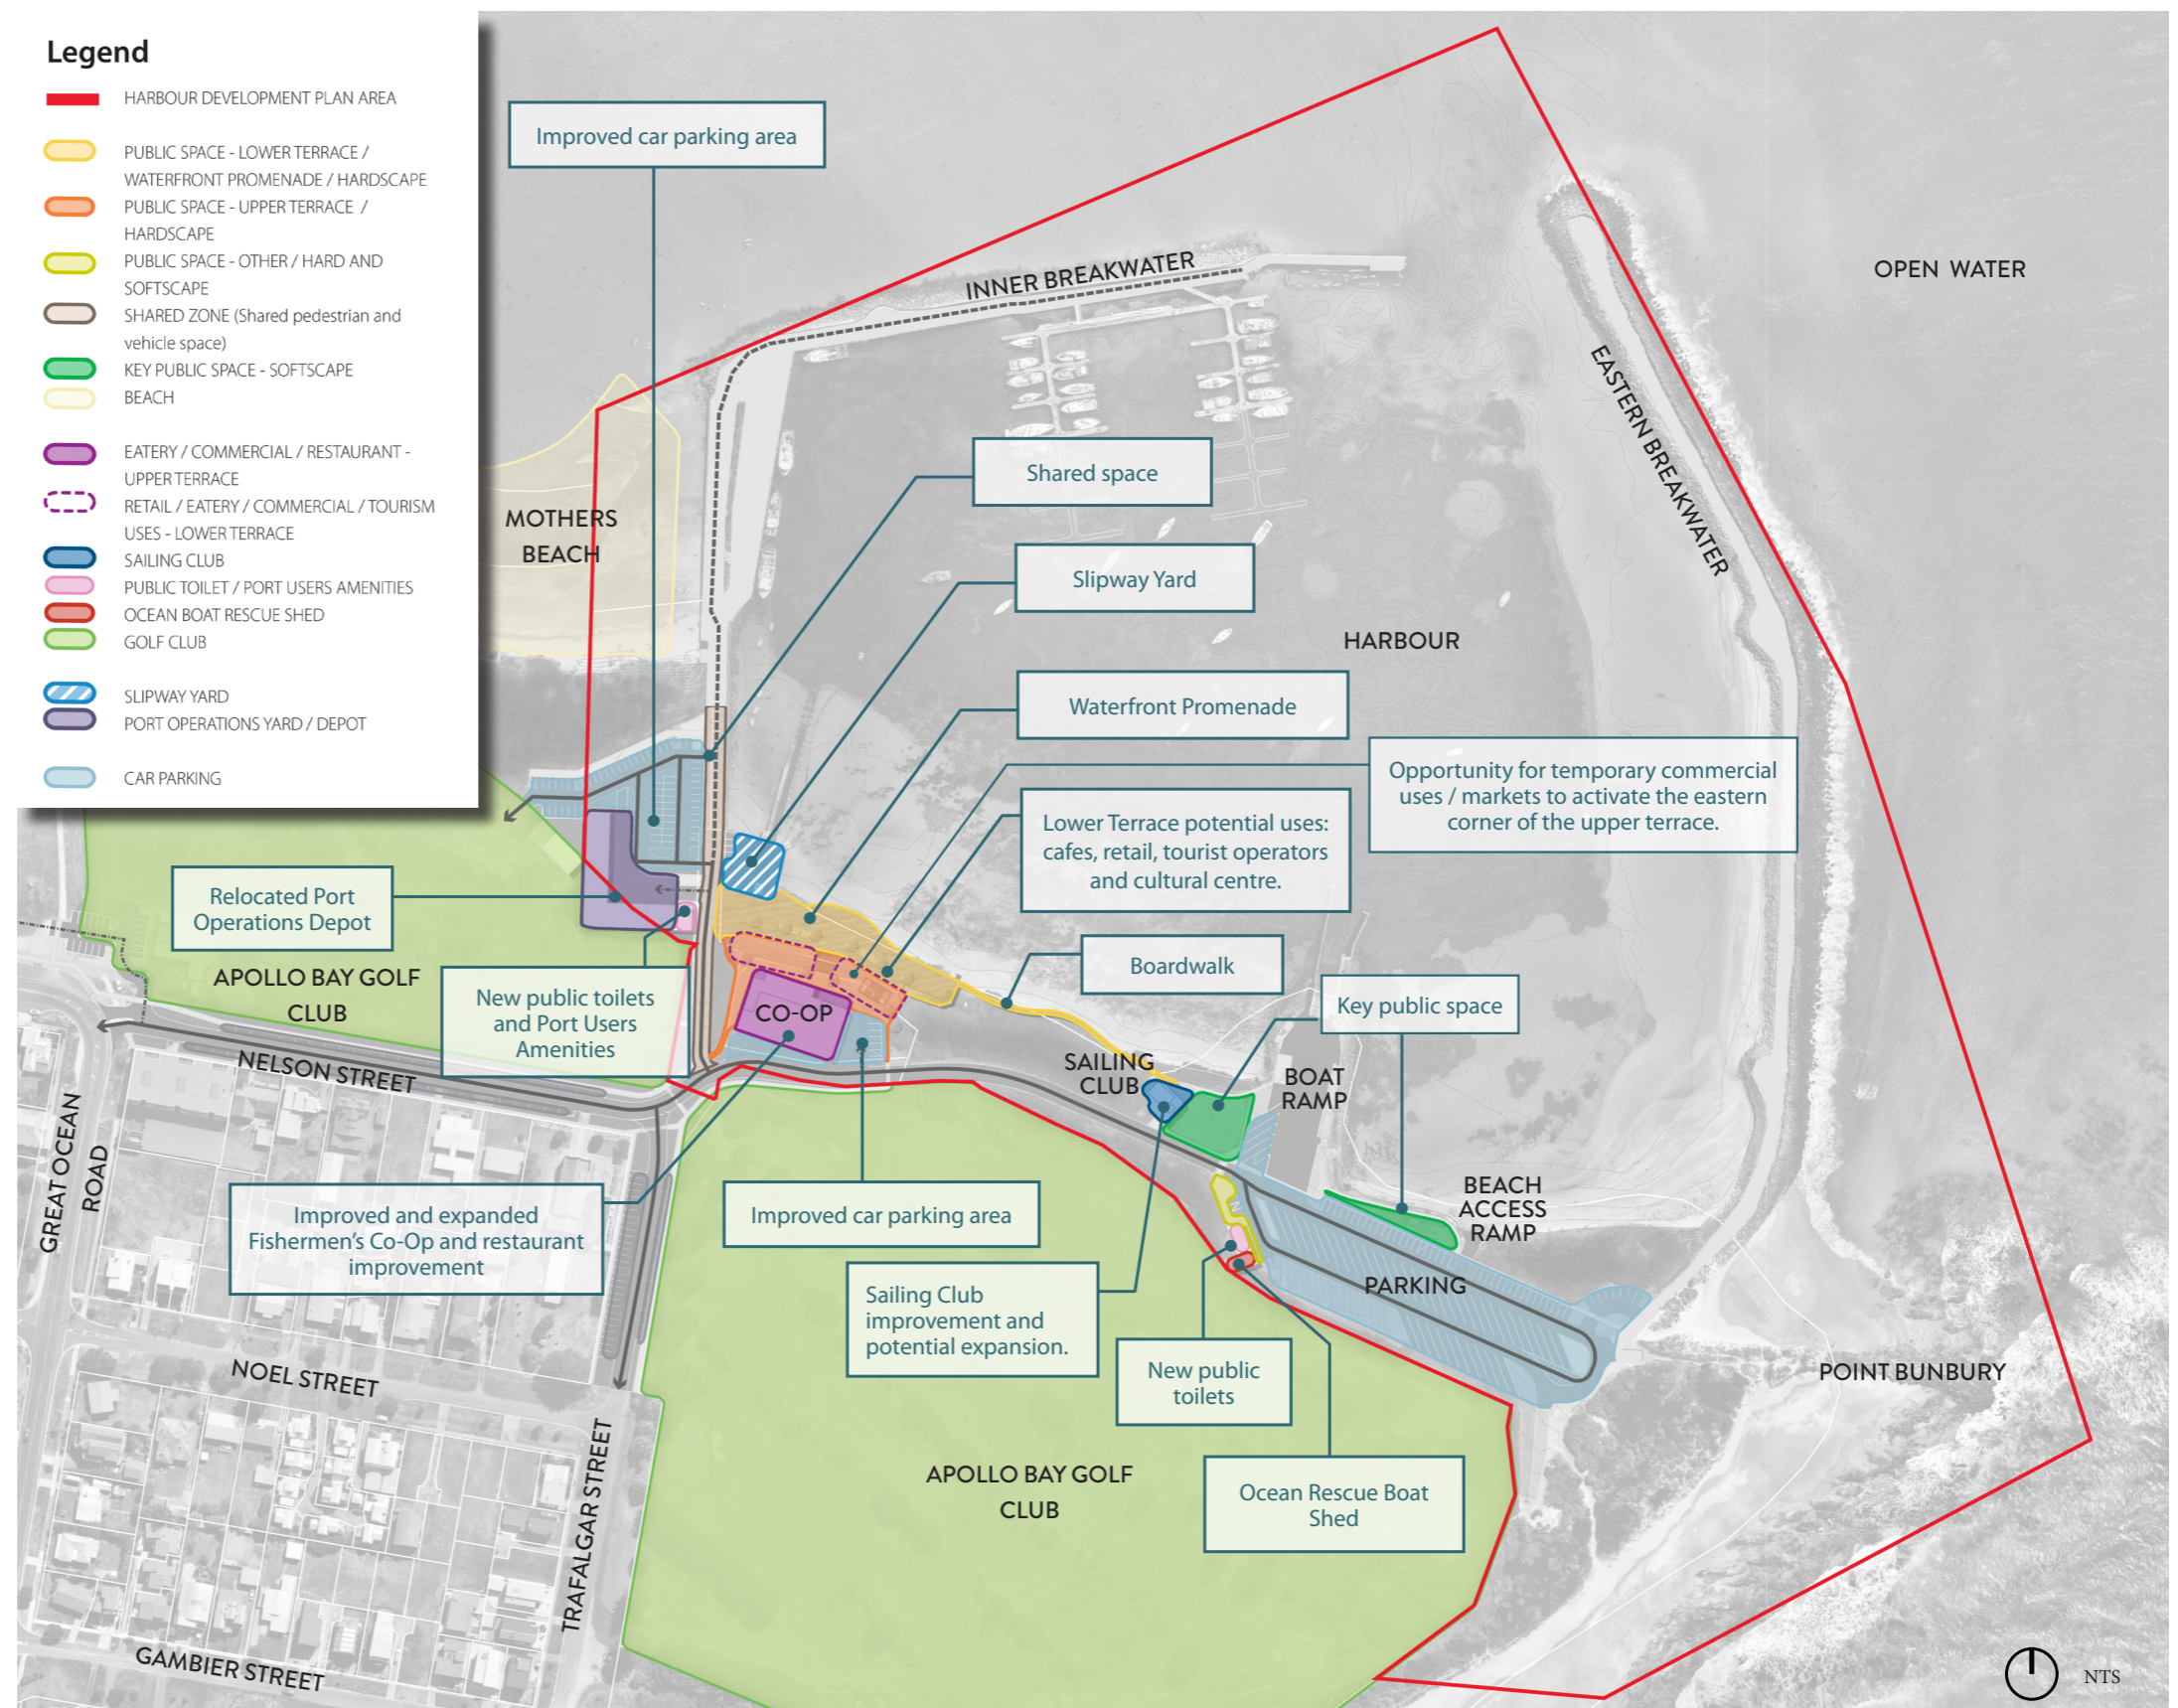 Legend
HARBOUR DEVELOPMENT PLAN AREA
PUBLIC SPACE - LOWER TERRACE /
WATERFRONT PROMENADE / HARDSCAPE
PUBLIC SPACE - UPPER TERRACE /
HARDSCAPE
PUBLIC SPACE - OTHER / HARD AND
SOFTSCAPE
SHARED ZONE (Shared pedestrian and
vehicle space)
KEY PUBLIC SPACE - SOFTSCAPE
BEACH
EATERY / COMMERCIAL / RESTAURANT -
UPPER TERRACE
RETAIL / EATERY / COMMERCIAL / TOURISM
USES - LOWER TERRACE
SAILING CLUB
PUBLIC TOILET / PORT USERS AMENITIES
OCEAN BOAT RESCUE SHED
GOLF CLUB
SLIPWAY YARD
PORT OPERATIONS YARD / DEPOT
CAR PARKING
Improved car parking area
INNER BREAKWATER
OPEN WATER
EASTERN BREAKWATER
Shared space
MOTHERS
BEACH
Slipway Yard
HARBOUR
Waterfront Promenade
Opportunity for temporary commercial
uses / markets to activate the eastern
corner of the upper terrace.
Lower Terrace potential uses:
cafes, retail, tourist operators
and cultural centre.
Relocated Port
Operations Depot
Boardwalk
APOLLO BAY GOLF
CLUB
New public toilets
and Port Users
Amenities
CO-OP
Key public space
NELSON STREET
SAILING
CLUB
BOAT
RAMP
GREAT OCEAN
ROAD
Improved and expanded
Fishermen's Co-Op and restaurant
improvement
Improved car parking area
BEACH
ACCESS
RAMP
Sailing Club
improvement and
potential expansion.
PARKING
New public
toilets
POINT BUNBURY
NOEL STREET
APOLLO BAY GOLF
CLUB
Ocean Rescue Boat
Shed
TRAFALGAR STREET
GAMBIER STREET
NTS